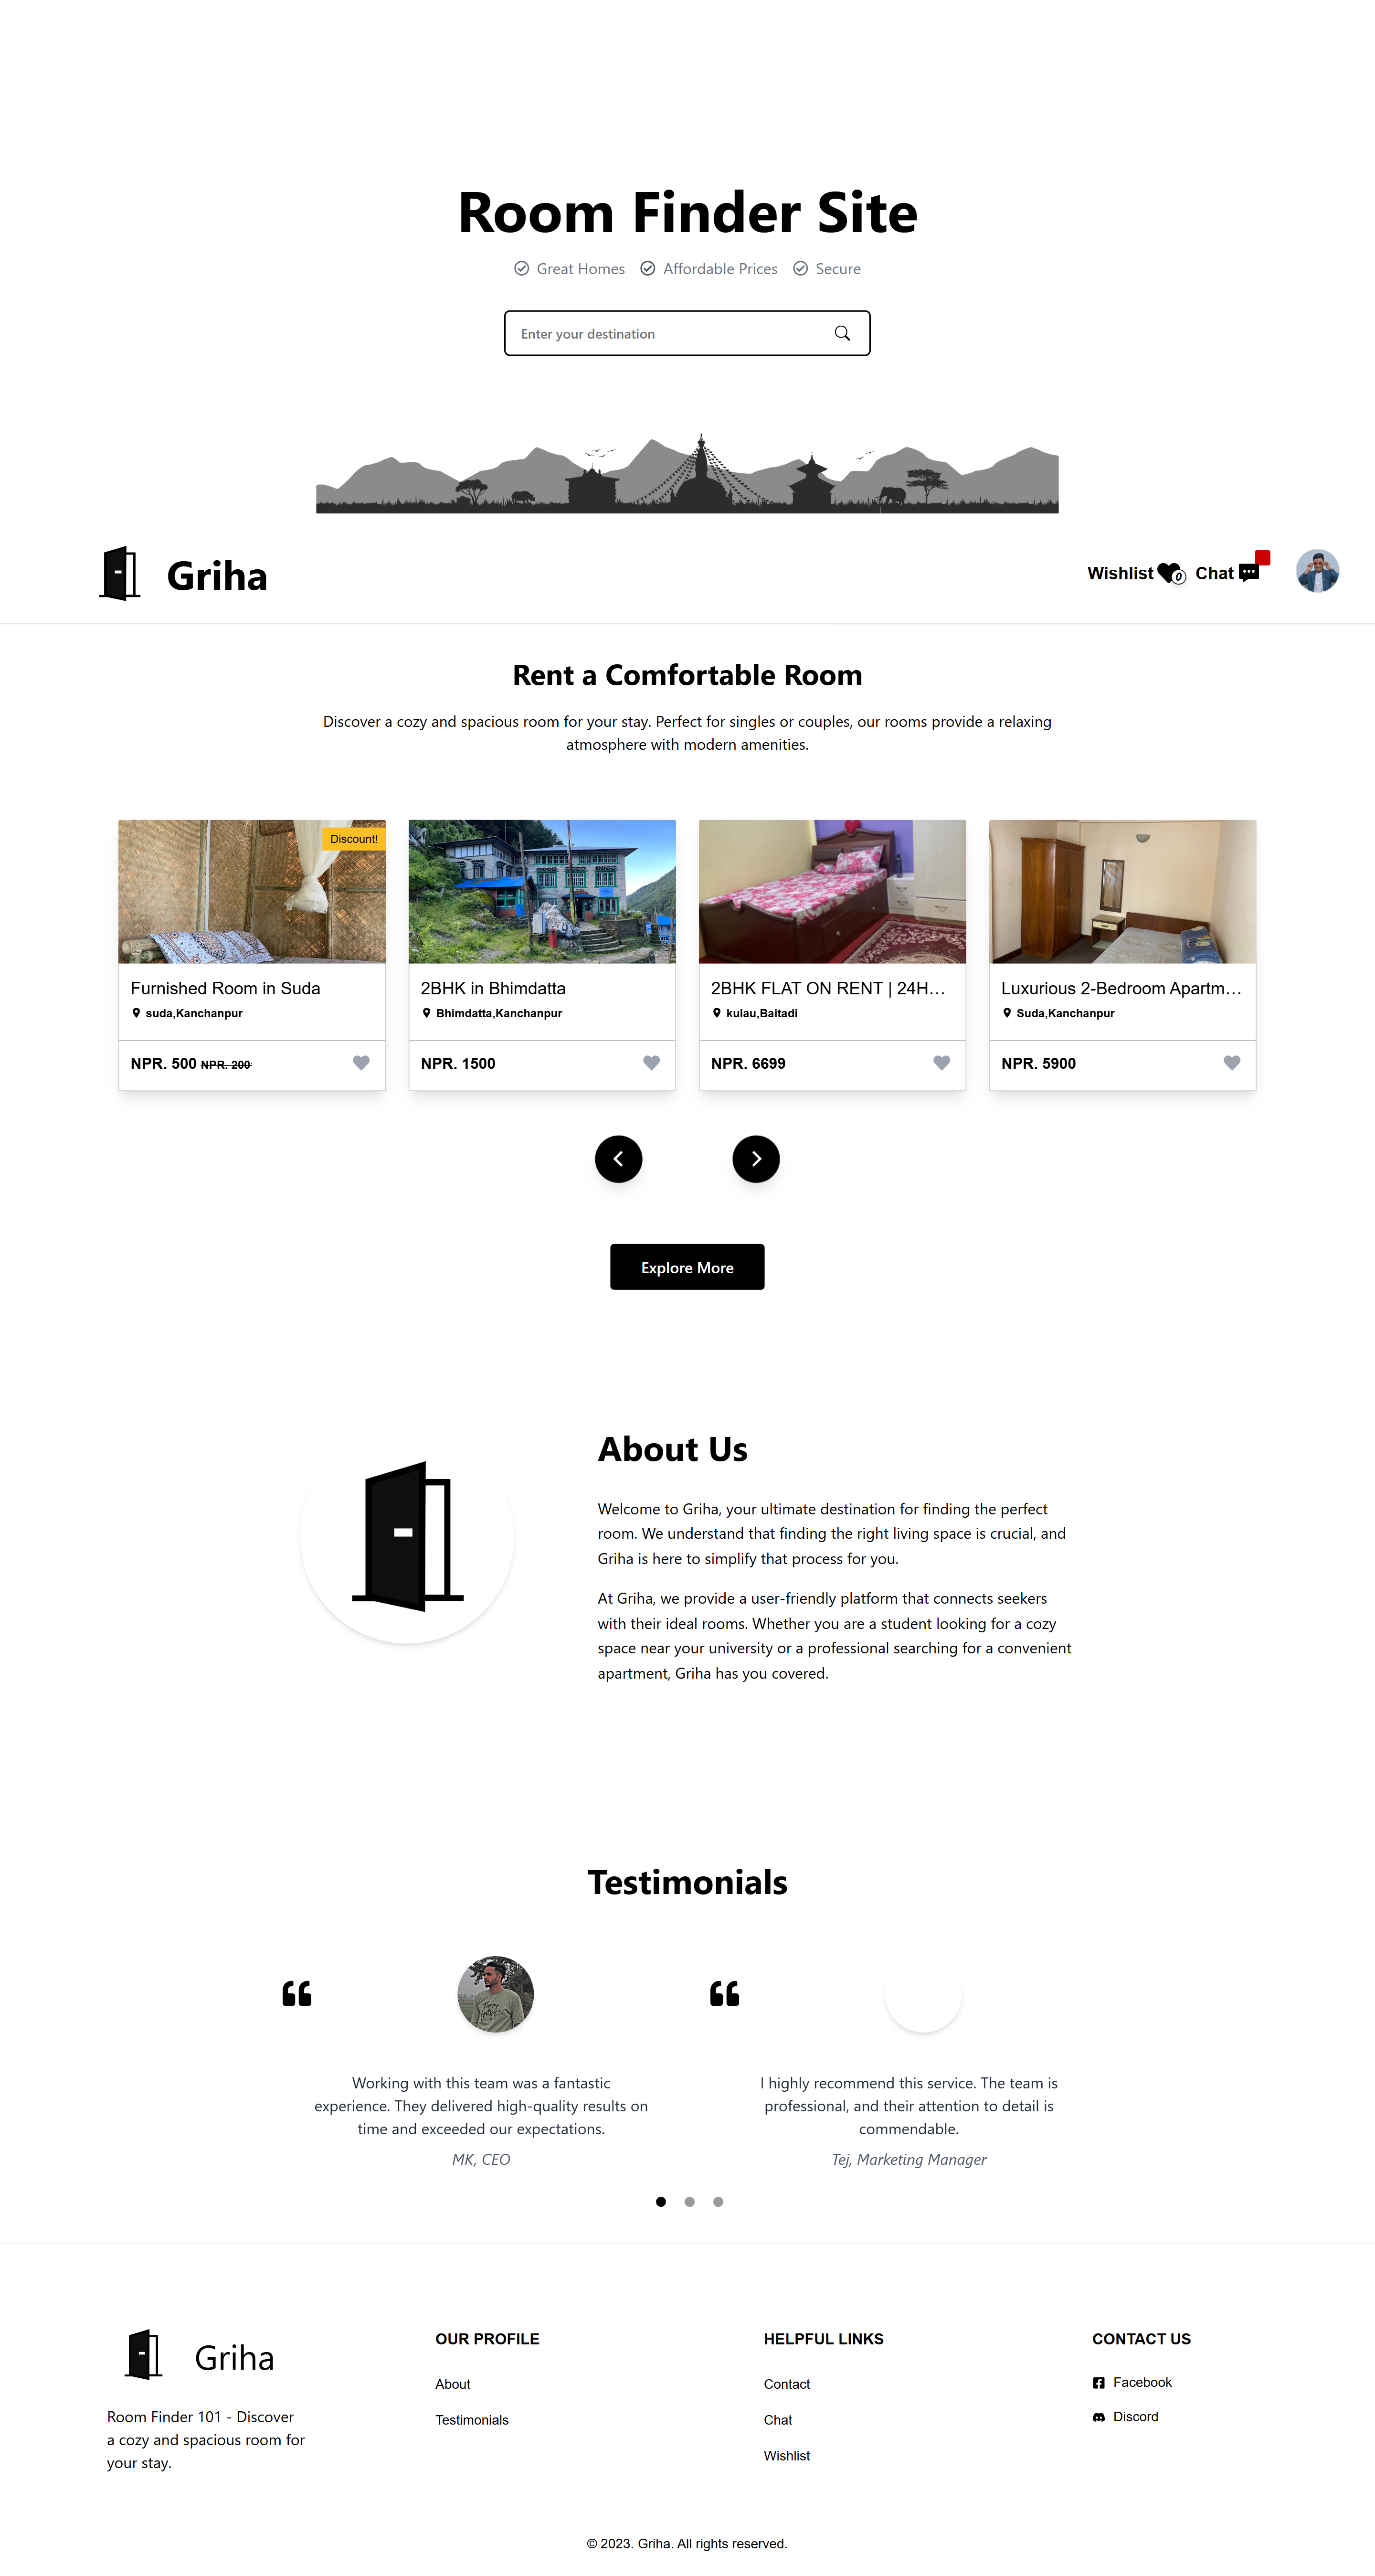 Room Finder Site
Great Homes Affordable Prices Secure
Enter your destination
Griha
Wishlist 0 Chat
Rent a Comfortable Room
Discover a cozy and spacious room for your stay. Perfect for singles or couples, our rooms provide a relaxing
atmosphere with modern amenities.
Discount!
Furnished Room in Suda
suda,Kanchanpur
NPR. 500 NPR. 200
2BHK in Bhimdatta
Bhimdatta,Kanchanpur
NPR. 1500
2BHK FLAT ON RENT | 24H...
kulau,Baitadi
NPR. 6699
Luxurious 2-Bedroom Apartm...
Suda,Kanchanpur
NPR. 5900
Explore More
About Us
Welcome to Griha, your ultimate destination for finding the perfect
room. We understand that finding the right living space is crucial, and
Griha is here to simplify that process for you.
At Griha, we provide a user-friendly platform that connects seekers
with their ideal rooms. Whether you are a student looking for a cozy
space near your university or a professional searching for a convenient
apartment, Griha has you covered.
Testimonials
Working with this team was a fantastic
experience. They delivered high-quality results on
time and exceeded our expectations.
MK, CEO
I highly recommend this service. The team is
professional, and their attention to detail is
commendable.
Tej, Marketing Manager
Griha
Room Finder 101 - Discover
a cozy and spacious room for
your stay.
OUR PROFILE
About
Testimonials
HELPFUL LINKS
Contact
Chat
Wishlist
CONTACT US
Facebook
Discord
© 2023. Griha. All rights reserved.